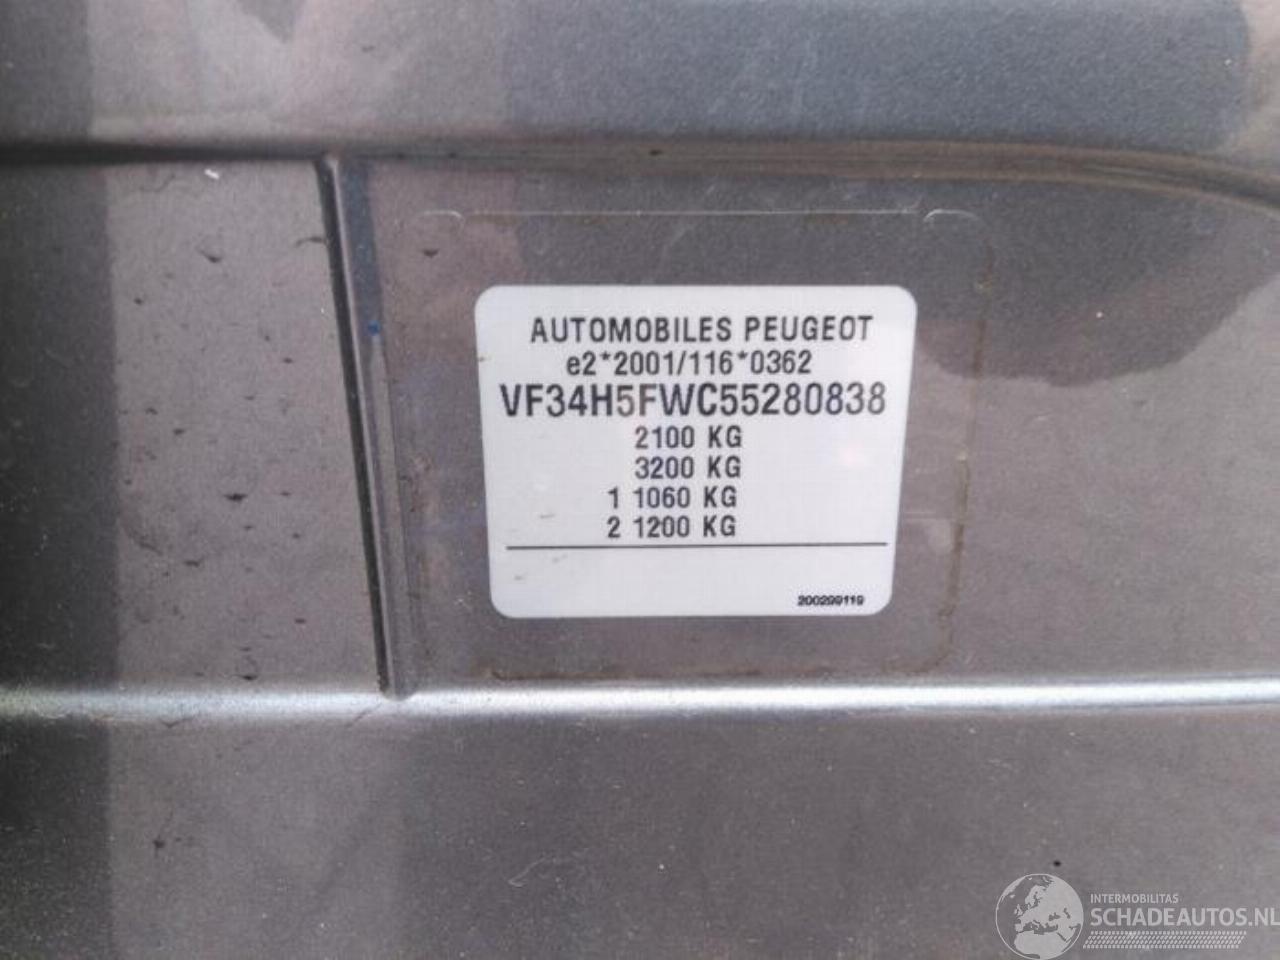 AUTOMOBILES PEUGEOT
e2*2001/116*0362
VF34H5FWC55280838
2100 KG
3200 KG
1 1060 KG
2 1200 KG
200299119
INTERMOBILITAS
SCHADEAUTOS.NL